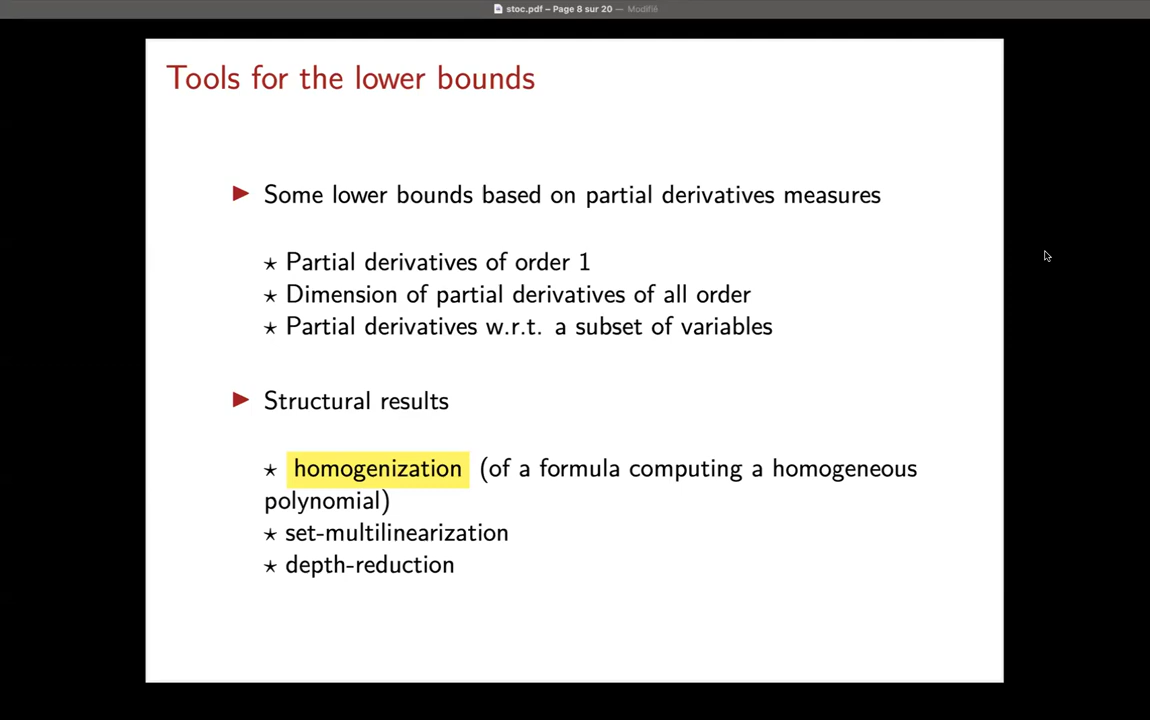 stoc.pdf – Page 8 sur 20 — Modifié
Tools for the lower bounds
▶ Some lower bounds based on partial derivatives measures
⋆ Partial derivatives of order 1
⋆ Dimension of partial derivatives of all order
⋆ Partial derivatives w.r.t. a subset of variables
▶ Structural results
⋆ homogenization (of a formula computing a homogeneous
polynomial)
⋆ set-multilinearization
⋆ depth-reduction